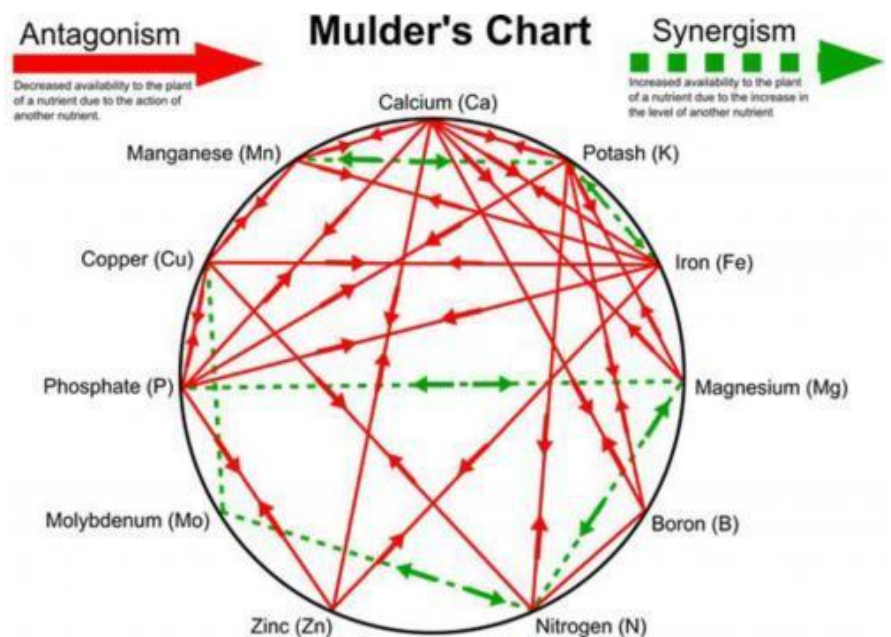 Antagonism
Mulder's Chart
Synergism
Decreased availability to the plant
of a nutrient due to the action of
another nutrient.
Increased availability to the plant
of a nutrient due to the increase in
the level of another nutrient
Calcium (Ca)
Manganese (Mn)
Potash (K)
Copper (Cu)
Iron (Fe)
Phosphate (P)
Magnesium (Mg)
Molybdenum (Mo)
Boron (B)
Zinc (Zn)
Nitrogen (N)